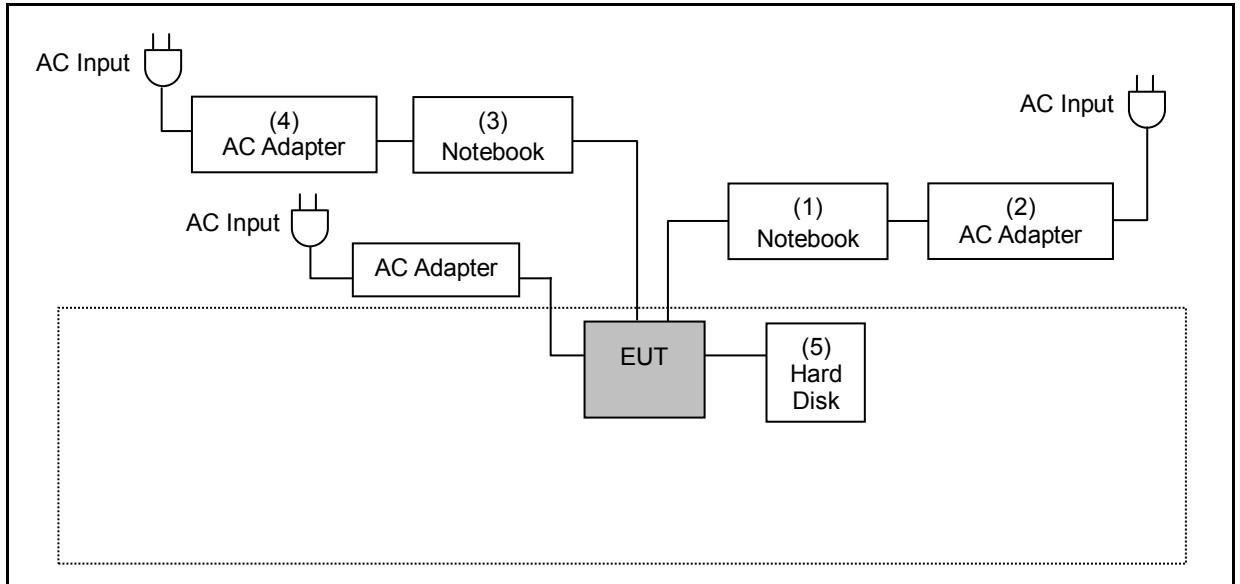 AC Input
(4)
AC Adapter
(3)
Notebook
AC Input
(1)
Notebook
(2)
AC Adapter
AC Input
AC Adapter
EUT
(5)
Hard
Disk